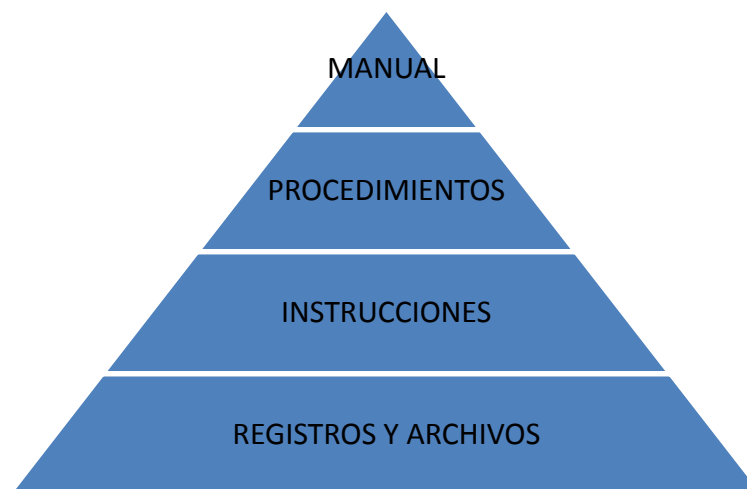 MANUAL
PROCEDIMIENTOS
INSTRUCCIONES
REGISTROS Y ARCHIVOS